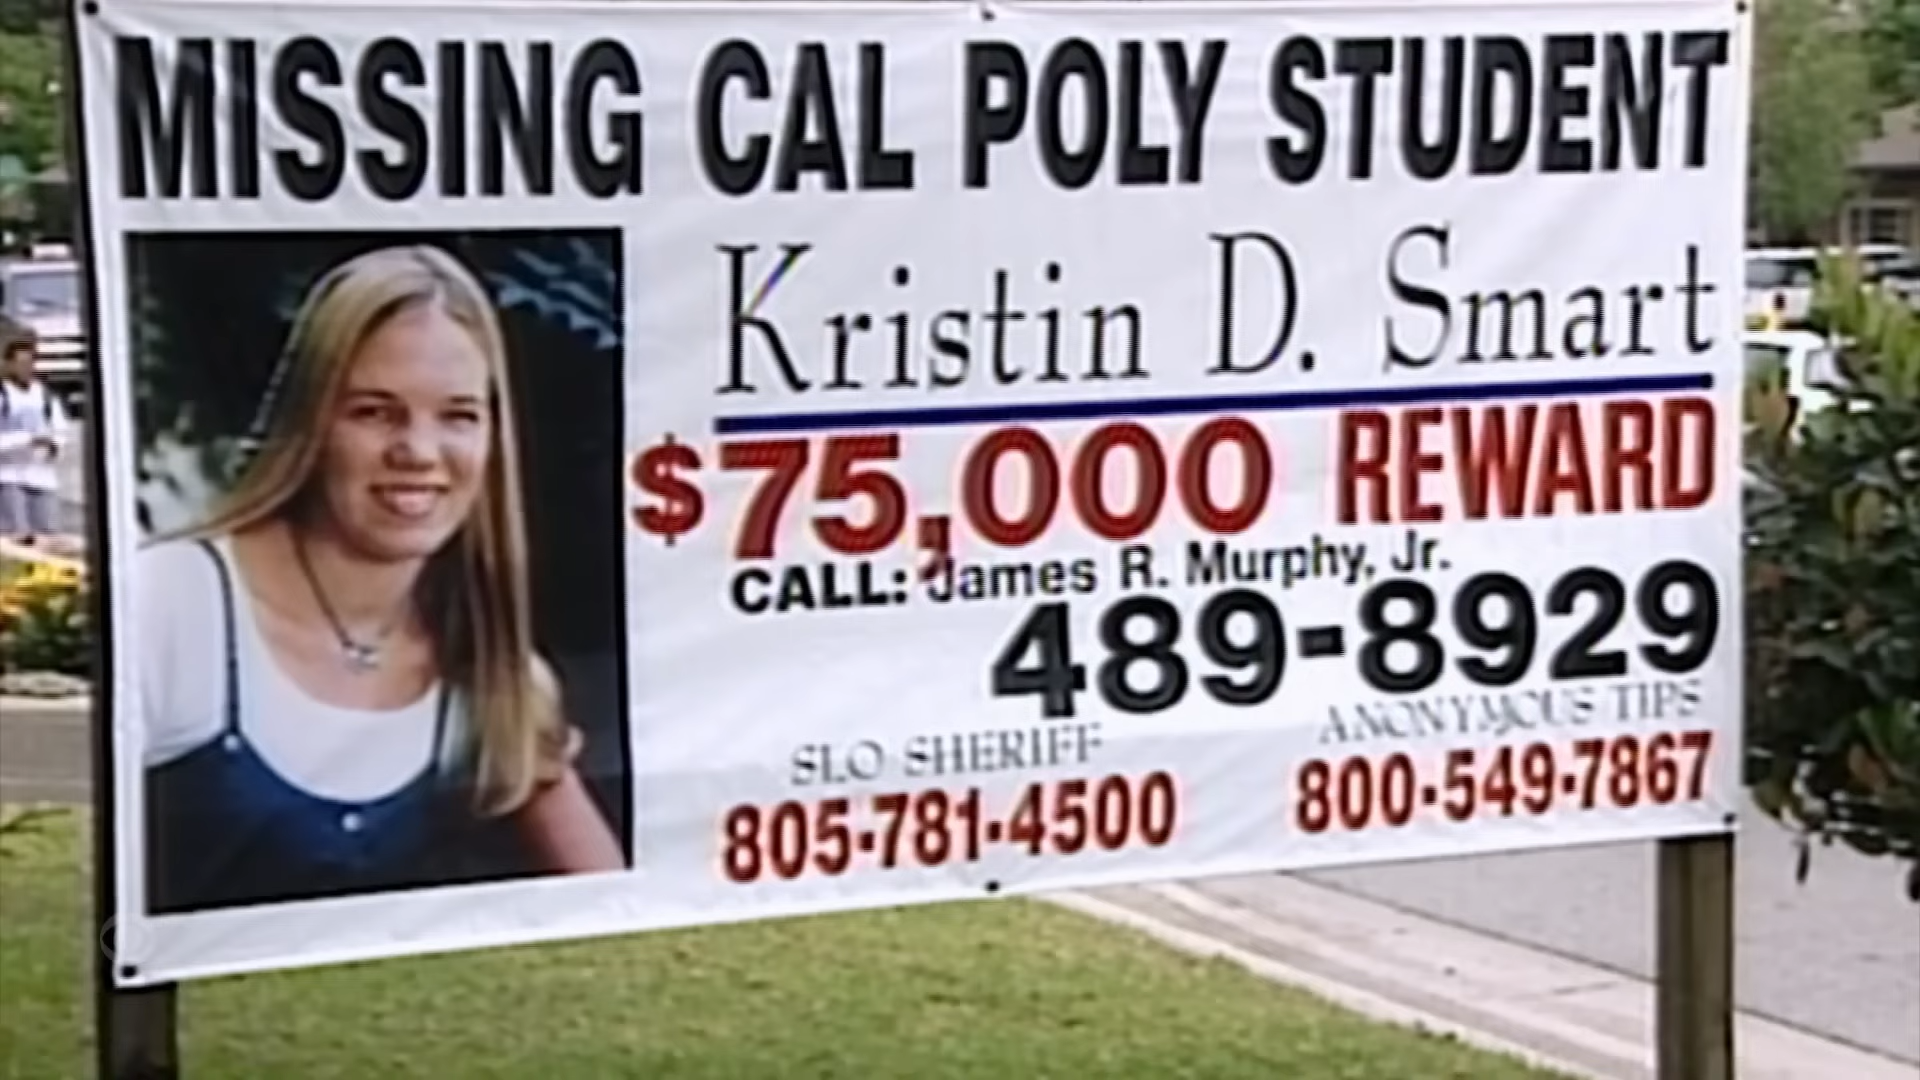 MISSING CAL POLY STUDENT
Kristin D. Smart
$75,000 REWARD
CALL: James R. Murphy, Jr.
489-8929
SLO SHERIFF
ANONYMOUS TIPS
805-781-4500
800-549-7867